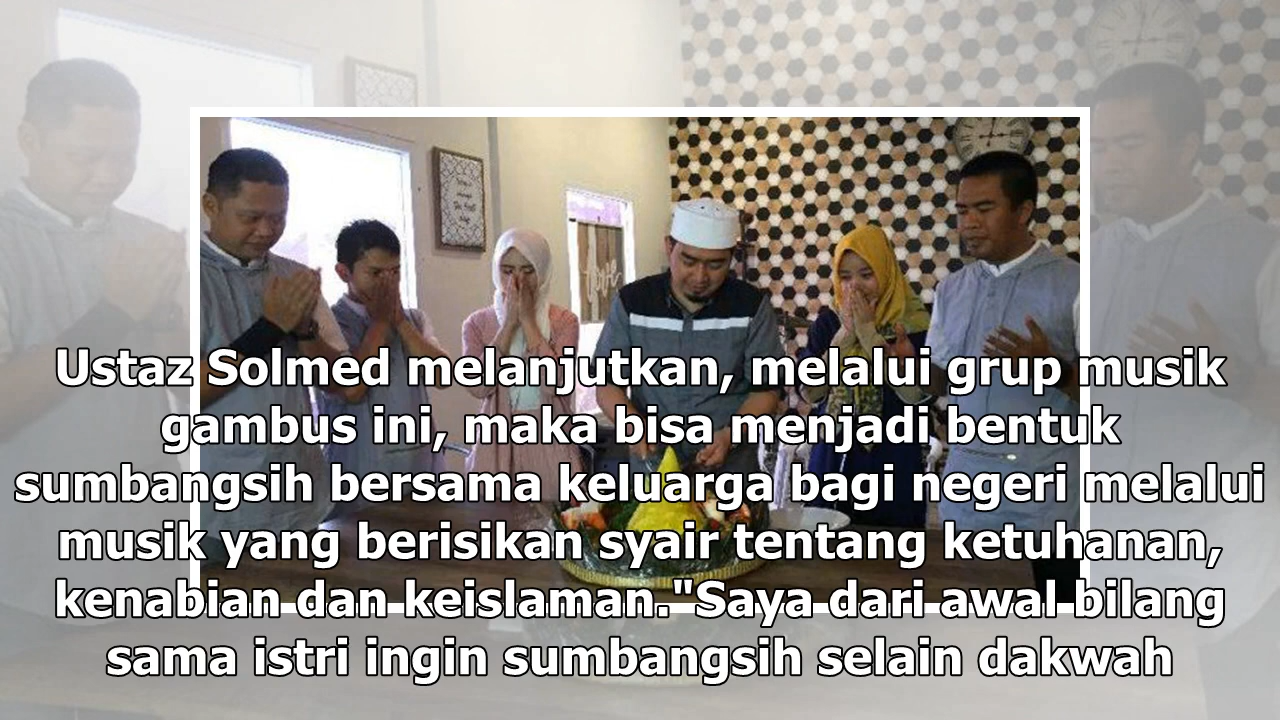 Ustaz Solmed melanjutkan, melalui grup musik
gambus ini, maka bisa menjadi bentuk
sumbangsih bersama keluarga bagi negeri melalui
musik yang berisikan syair tentang ketuhanan,
kenabian dan keislaman."Saya dari awal bilang
sama istri ingin sumbangsih selain dakwah